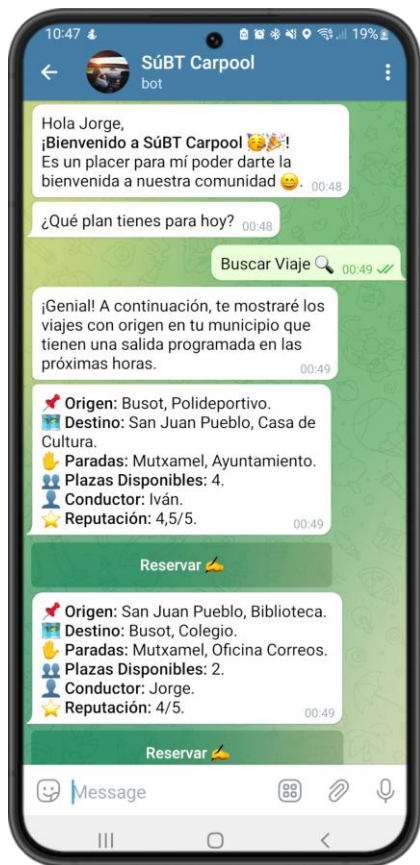 10:47
19%
SúBT Carpool
bot
Hola Jorge,
¡Bienvenido a SúBT Carpool 🥳🎉!
Es un placer para mí poder darte la
bienvenida a nuestra comunidad 😄. 00:48
¿Qué plan tienes para hoy? 00:48
Buscar Viaje 🔍 00:49
¡Genial! A continuación, te mostraré los
viajes con origen en tu municipio que
tienen una salida programada en las
próximas horas. 00:49
📌 Origen: Busot, Polideportivo.
🗺️ Destino: San Juan Pueblo, Casa de
Cultura.
✋ Paradas: Mutxamel, Ayuntamiento.
👥 Plazas Disponibles: 4.
👤 Conductor: Iván.
⭐ Reputación: 4,5/5. 00:49
Reservar ✍️
📌 Origen: San Juan Pueblo, Biblioteca.
🗺️ Destino: Busot, Colegio.
✋ Paradas: Mutxamel, Oficina Correos.
👥 Plazas Disponibles: 2.
👤 Conductor: Jorge.
⭐ Reputación: 4/5. 00:49
Reservar ✍️
Message